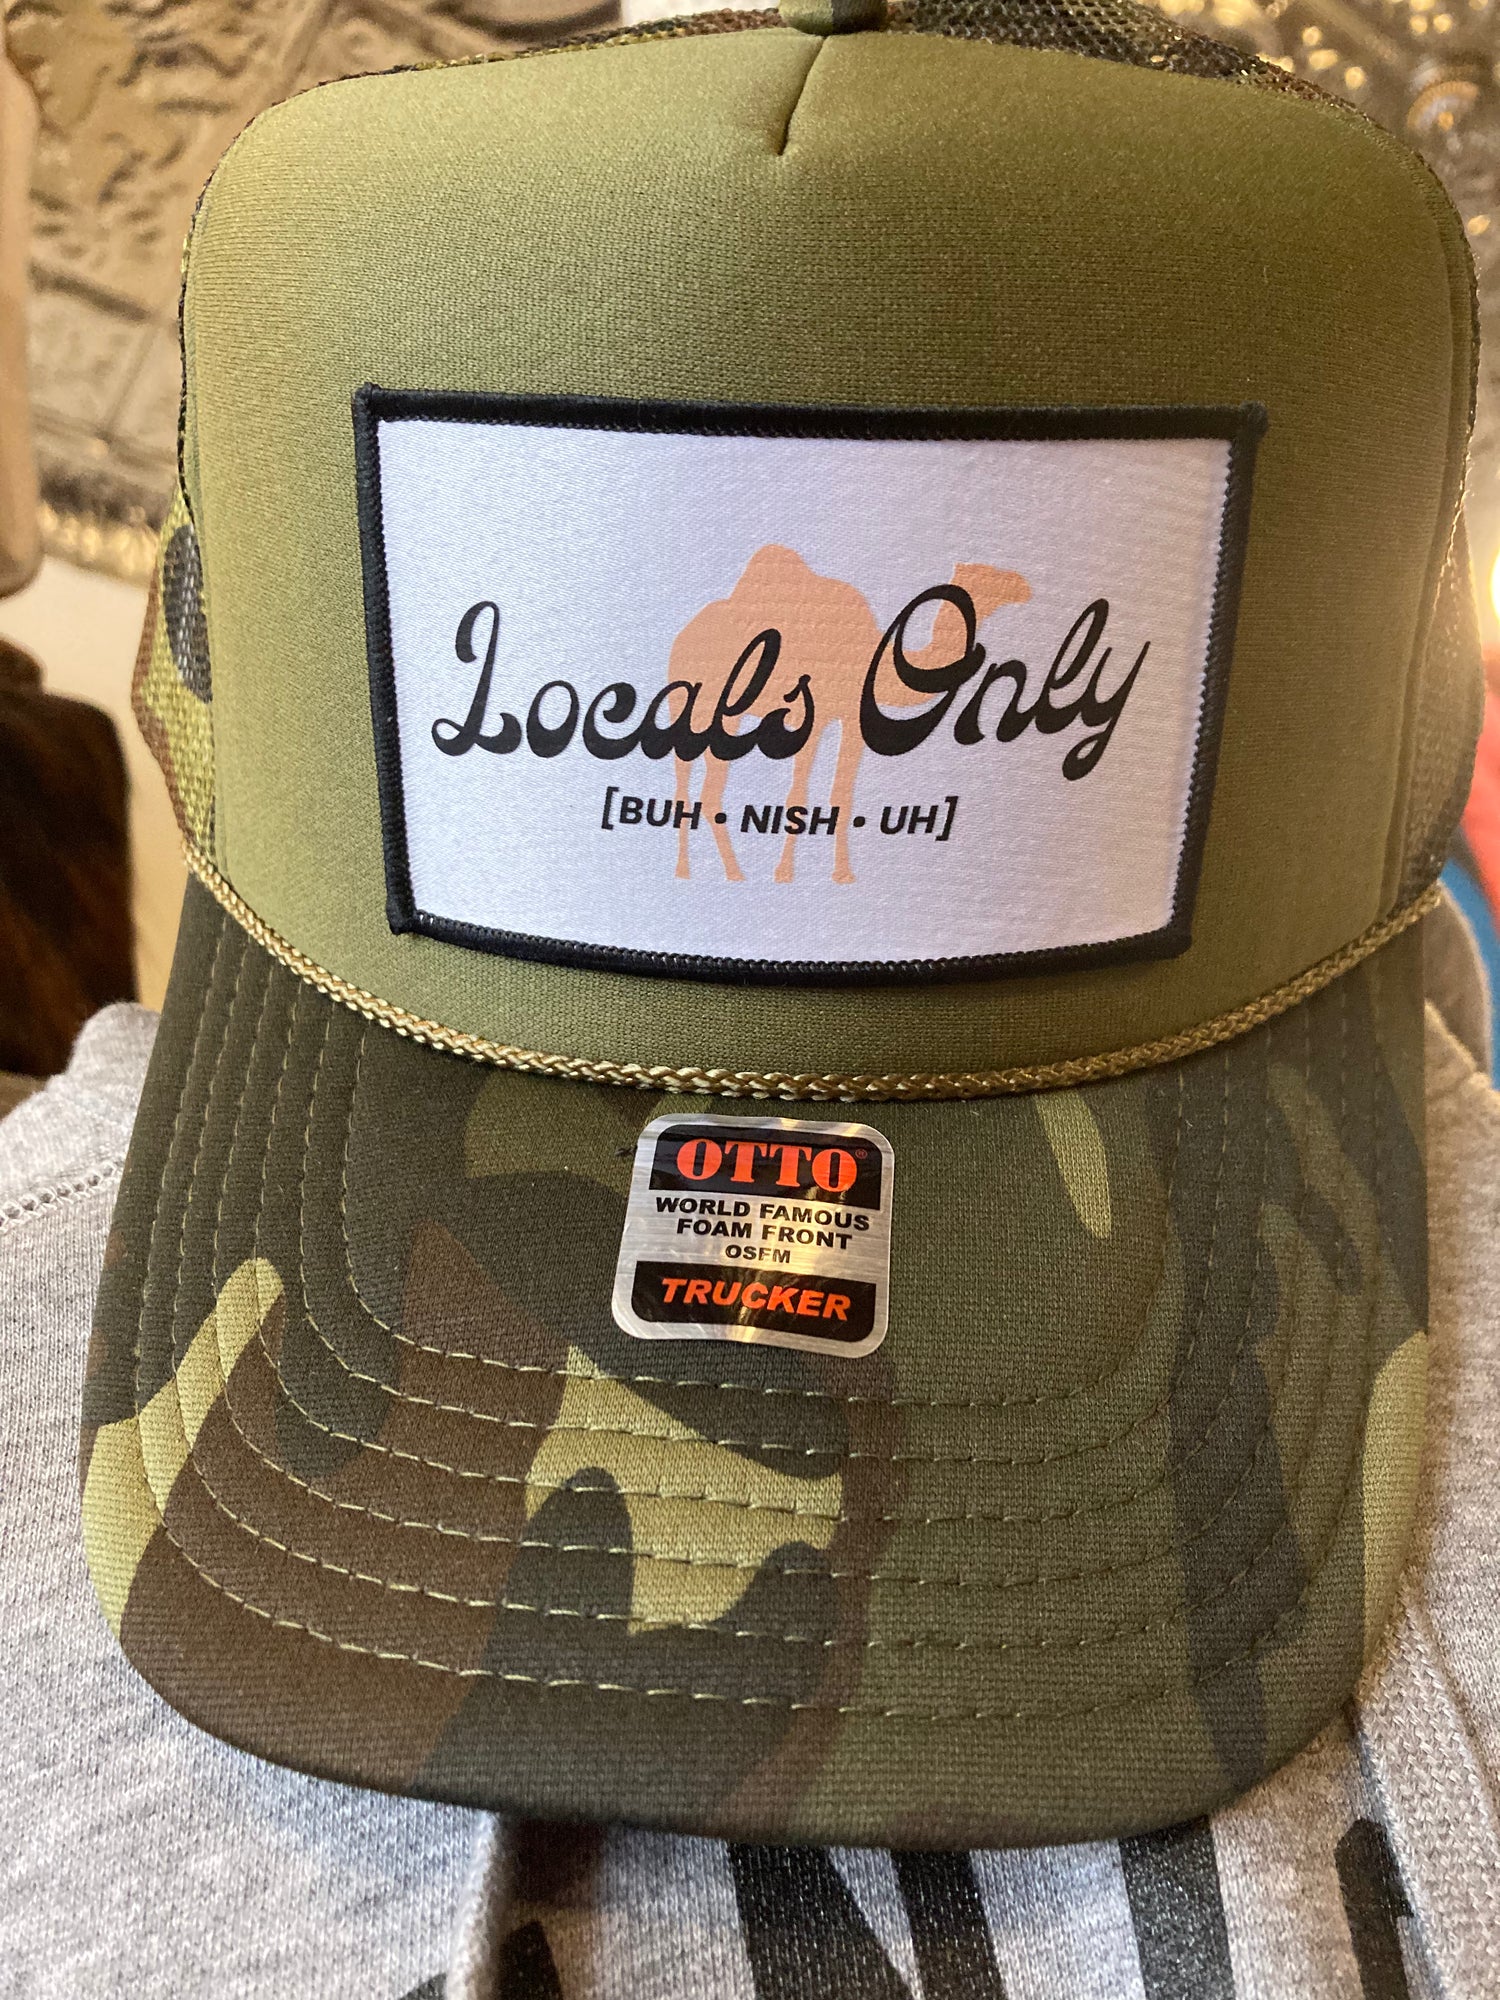 Locals Only
[BUH • NISH • UH]
OTTO®
WORLD FAMOUS
FOAM FRONT
OSFM
TRUCKER